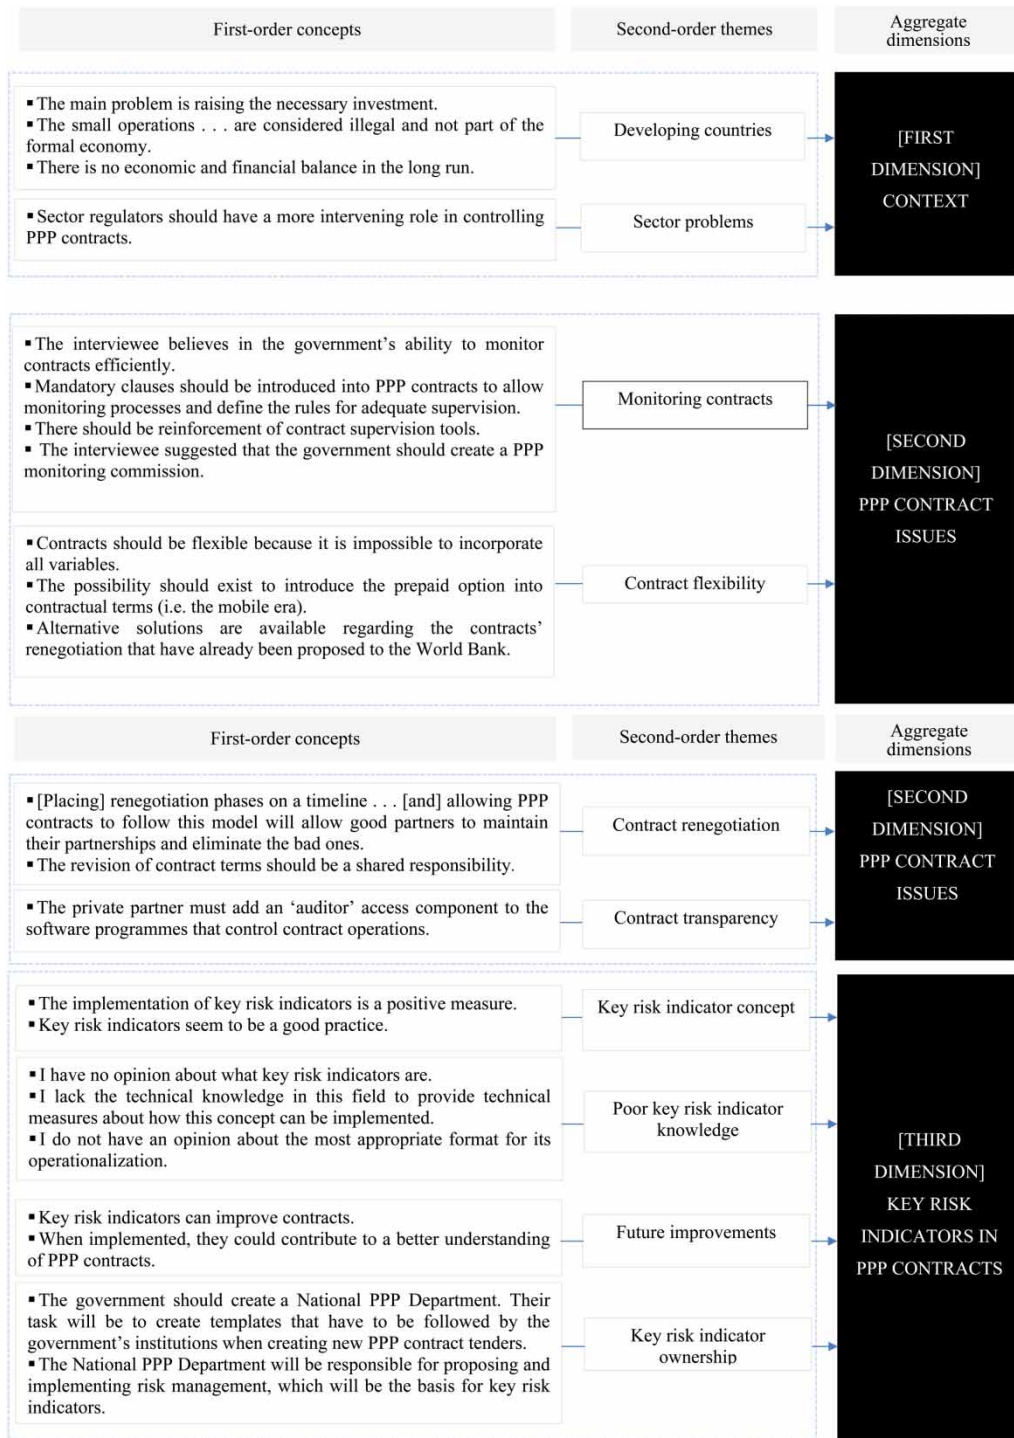 First-order concepts
Second-order themes
Aggregate
dimensions
▪ The main problem is raising the necessary investment.
▪ The small operations . . . are considered illegal and not part of the
formal economy.
▪ There is no economic and financial balance in the long run.
Developing countries
[FIRST
DIMENSION]
CONTEXT
▪ Sector regulators should have a more intervening role in controlling
PPP contracts.
Sector problems
▪ The interviewee believes in the government's ability to monitor
contracts efficiently.
▪ Mandatory clauses should be introduced into PPP contracts to allow
monitoring processes and define the rules for adequate supervision.
▪ There should be reinforcement of contract supervision tools.
▪ The interviewee suggested that the government should create a PPP
monitoring commission.
Monitoring contracts
[SECOND
DIMENSION]
PPP CONTRACT
ISSUES
▪ Contracts should be flexible because it is impossible to incorporate
all variables.
▪ The possibility should exist to introduce the prepaid option into
contractual terms (i.e. the mobile era).
▪ Alternative solutions are available regarding the contracts'
renegotiation that have already been proposed to the World Bank.
Contract flexibility
First-order concepts
Second-order themes
Aggregate
dimensions
▪ [Placing] renegotiation phases on a timeline . . . [and] allowing PPP
contracts to follow this model will allow good partners to maintain
their partnerships and eliminate the bad ones.
▪ The revision of contract terms should be a shared responsibility.
Contract renegotiation
[SECOND
DIMENSION]
PPP CONTRACT
ISSUES
▪ The private partner must add an 'auditor' access component to the
software programmes that control contract operations.
Contract transparency
▪ The implementation of key risk indicators is a positive measure.
▪ Key risk indicators seem to be a good practice.
Key risk indicator concept
▪ I have no opinion about what key risk indicators are.
▪ I lack the technical knowledge in this field to provide technical
measures about how this concept can be implemented.
▪ I do not have an opinion about the most appropriate format for its
operationalization.
Poor key risk indicator
knowledge
[THIRD
DIMENSION]
KEY RISK
INDICATORS IN
PPP CONTRACTS
▪ Key risk indicators can improve contracts.
▪ When implemented, they could contribute to a better understanding
of PPP contracts.
Future improvements
▪ The government should create a National PPP Department. Their
task will be to create templates that have to be followed by the
government's institutions when creating new PPP contract tenders.
▪ The National PPP Department will be responsible for proposing and
implementing risk management, which will be the basis for key risk
indicators.
Key risk indicator
ownership